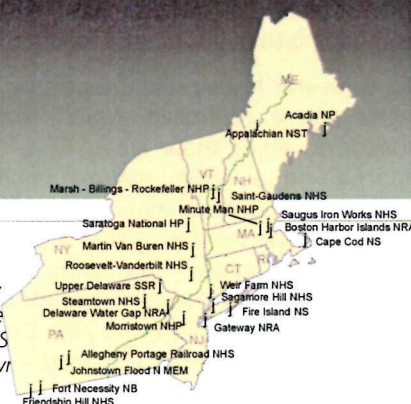 ME
Acadia NP
Appalachian NST
VT
NH
Marsh - Billings - Rockefeller NHP
Saint-Gaudens NHS
Minute Man NHP
Saugus Iron Works NHS
Saratoga National HP
MA
Boston Harbor Islands NRA
Cape Cod NS
NY
Martin Van Buren NHS
RI
CT
Roosevelt-Vanderbilt NHS
Upper Delaware SSR
Weir Farm NHS
Steamtown NHS
Sagamore Hill NHS
Delaware Water Gap NRA
Fire Island NS
Morristown NHP
Gateway NRA
PA
NJ
Allegheny Portage Railroad NHS
Johnstown Flood N MEM
Fort Necessity NB
Friendship Hill NHS